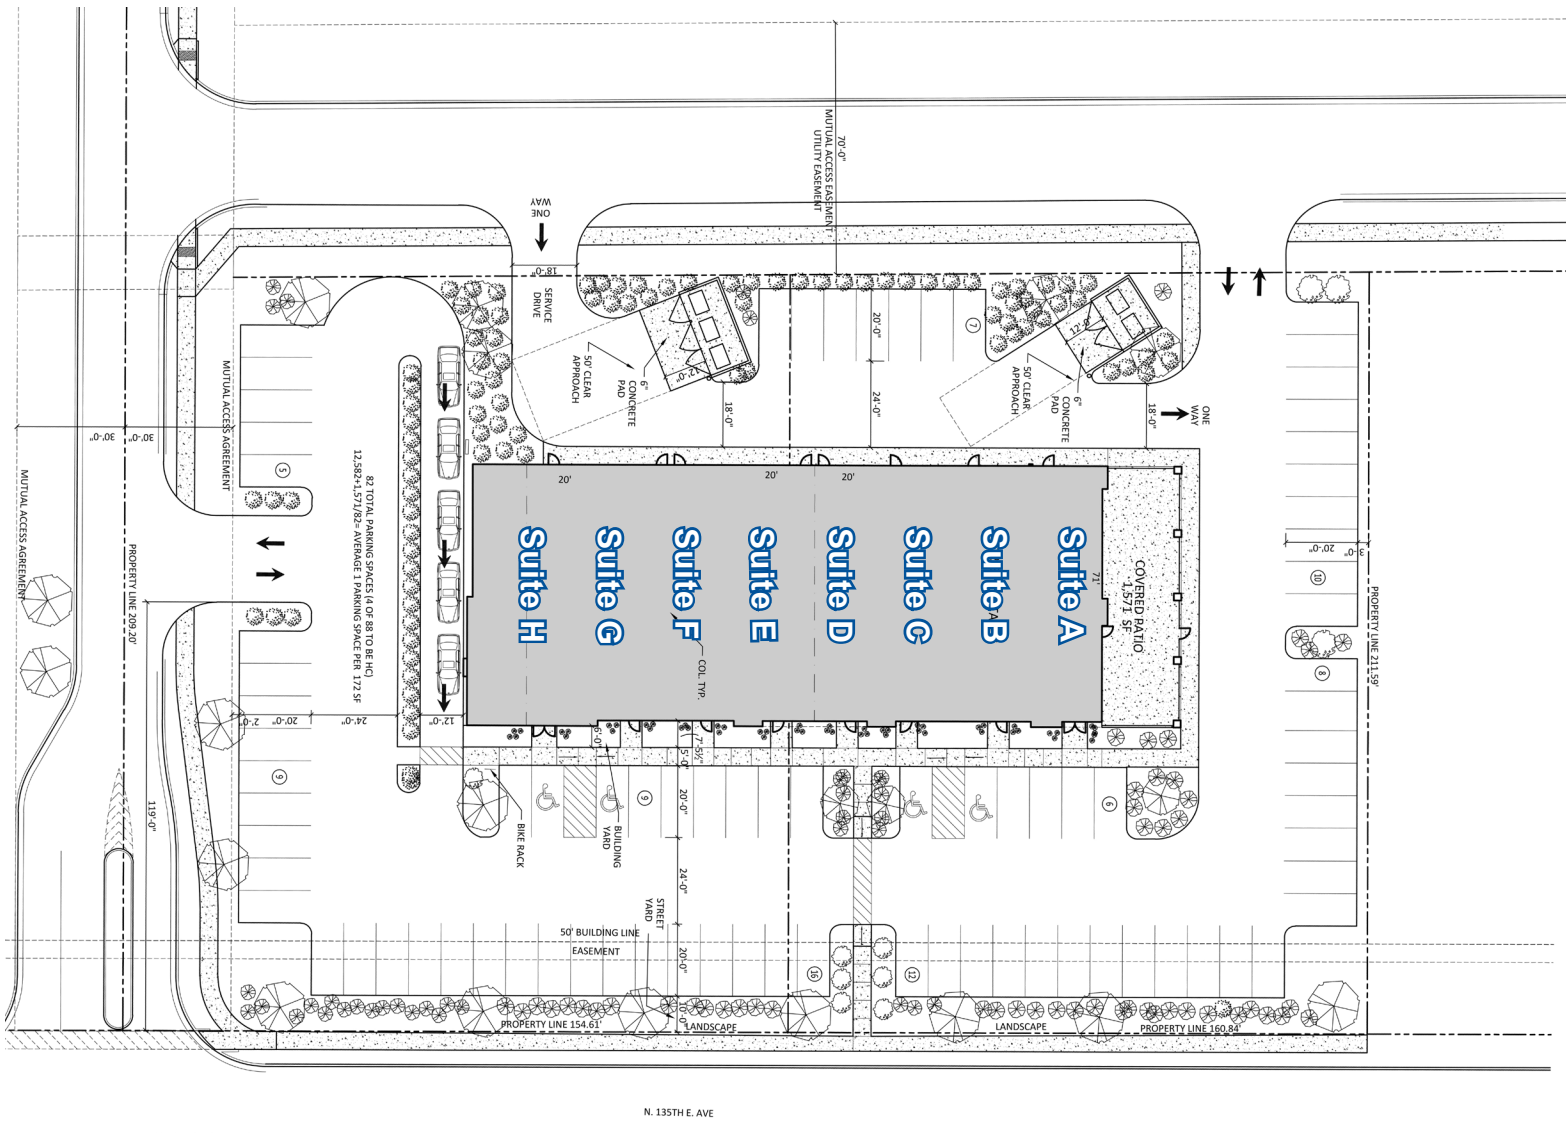 70'-0"
MUTUAL ACCESS EASEMENT
UTILITY EASEMENT
ONE
WAY
18'-0"
SERVICE
DRIVE
50' CLEAR
APPROACH
6"
CONCRETE
PAD
12'-0"
18'-0"
20'-0"
24'-0"
7
50' CLEAR
APPROACH
12'-0"
6"
CONCRETE
PAD
18'-0"
ONE
WAY
MUTUAL ACCESS AGREEMENT
30'-0"
30'-0"
MUTUAL ACCESS AGREEMENT
5
PROPERTY LINE 209.20'
82 TOTAL PARKING SPACES (4 OF 88 TO BE HC)
12,582+1,571/82= AVERAGE 1 PARKING SPACE PER 172 SF
20'
20'
20'
Suite H
Suite G
Suite F
Suite E
Suite D
Suite C
Suite B
Suite A
71'
COVERED PATIO
1,571 SF
COL. TYP.
20'-0"
3'-0"
10
PROPERTY LINE 211.59'
8
2'-0"
20'-0"
24'-0"
12'-0"
6'-0"
7'-5½"
5'-0"
9
119'-0"
BIKE RACK
BUILDING
YARD
9
20'-0"
6
24'-0"
STREET
YARD
50' BUILDING LINE
EASEMENT
20'-0"
16
12
10'-0"
PROPERTY LINE 154.61'
LANDSCAPE
LANDSCAPE
PROPERTY LINE 160.84'
N. 135TH E. AVE